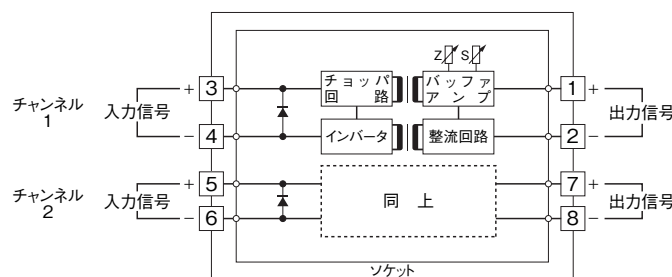 Z S
チョッパ
回路
バッファ
アンプ
チャンネル
1
入力信号
+ 3
− 4
1 +
2 −
出力信号
インバータ
整流回路
チャンネル
2
入力信号
+ 5
− 6
同上
7 +
8 −
出力信号
ソケット